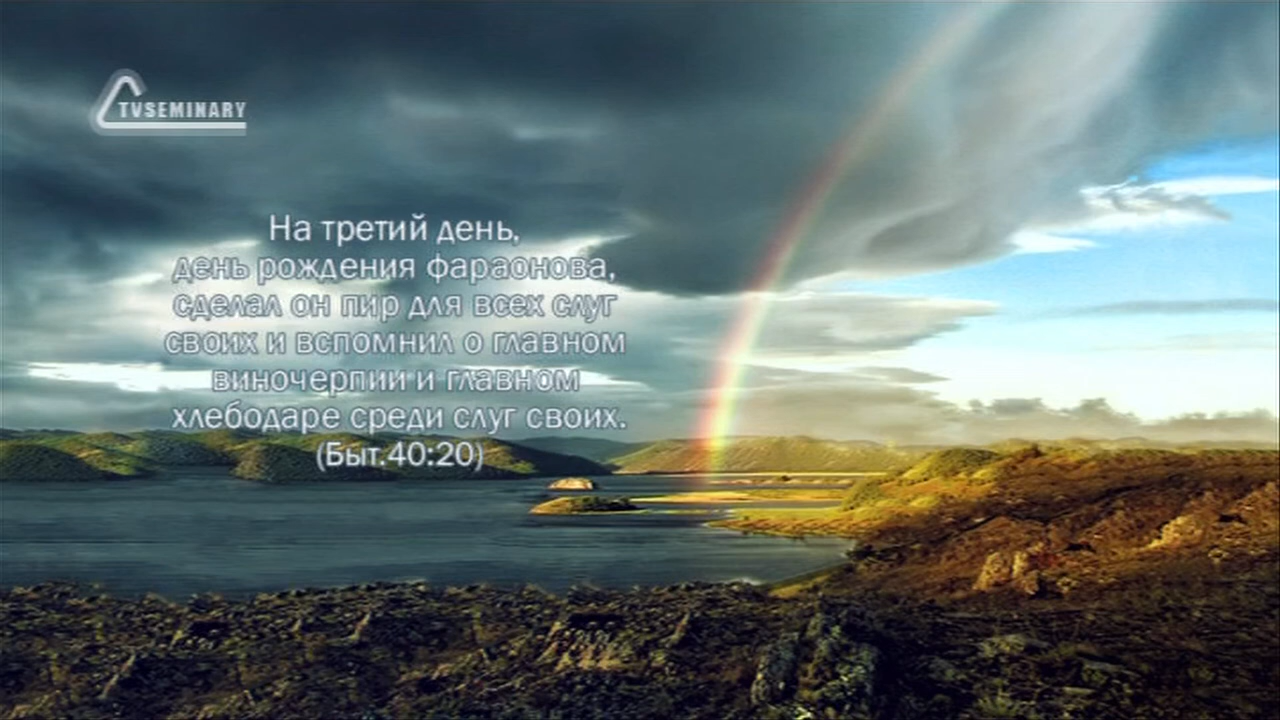 TVSEMINARY
На третий день,
день рождения фараонова,
сделал он пир для всех слуг
своих и вспомнил о главном
виночерпии и главном
хлебодаре среди слуг своих.
(Быт.40:20)